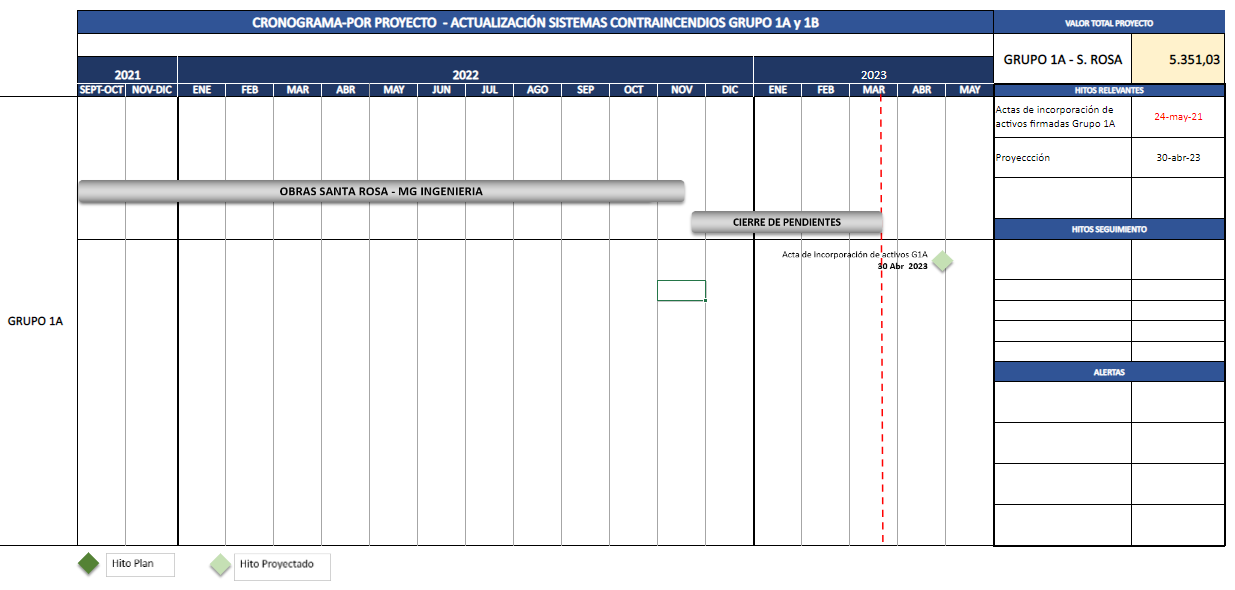 CRONOGRAMA-POR PROYECTO - ACTUALIZACIÓN SISTEMAS CONTRAINCENDIOS GRUPO 1A y 1B
VALOR TOTAL PROYECTO
GRUPO 1A - S. ROSA 5.351,03
2021 2022 2023
SEPT-OCT NOV-DIC ENE FEB MAR ABR MAY JUN JUL AGO SEP OCT NOV DIC ENE FEB MAR ABR MAY
HITOS RELEVANTES
Actas de incorporación de
activos firmadas Grupo 1A
24-may-21
Proyeccción 30-abr-23
OBRAS SANTA ROSA - MG INGENIERIA
CIERRE DE PENDIENTES
HITOS SEGUIMIENTO
Acta de Incorporación de activos G1A
30 Abr 2023
GRUPO 1A
ALERTAS
Hito Plan
Hito Proyectado